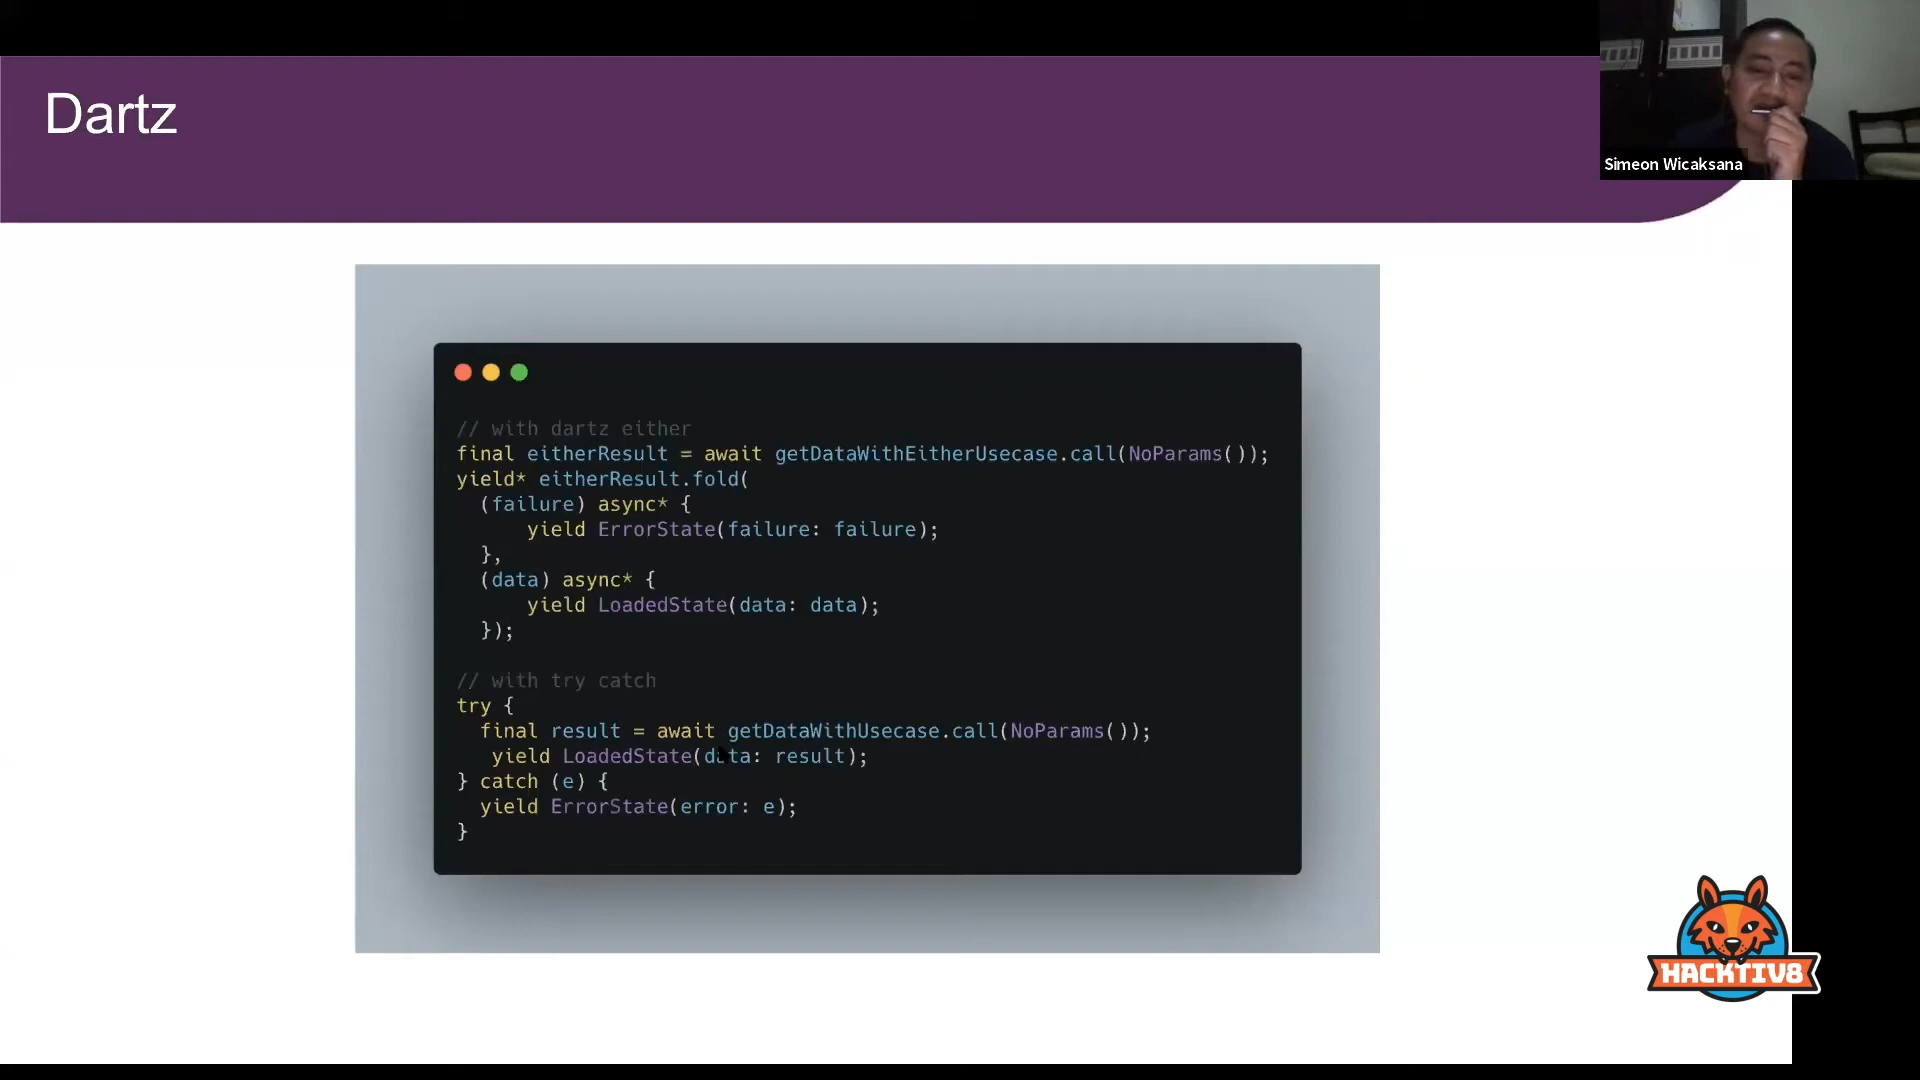 Dartz
Simeon Wicaksana
// with dartz either
final eitherResult = await getDataWithEitherUsecase.call(NoParams());
yield* eitherResult.fold(
  (failure) async* {
      yield ErrorState(failure: failure);
  },
  (data) async* {
      yield LoadedState(data: data);
  });
// with try catch
try {
  final result = await getDataWithUsecase.call(NoParams());
   yield LoadedState(data: result);
} catch (e) {
  yield ErrorState(error: e);
}
HACKTIV8